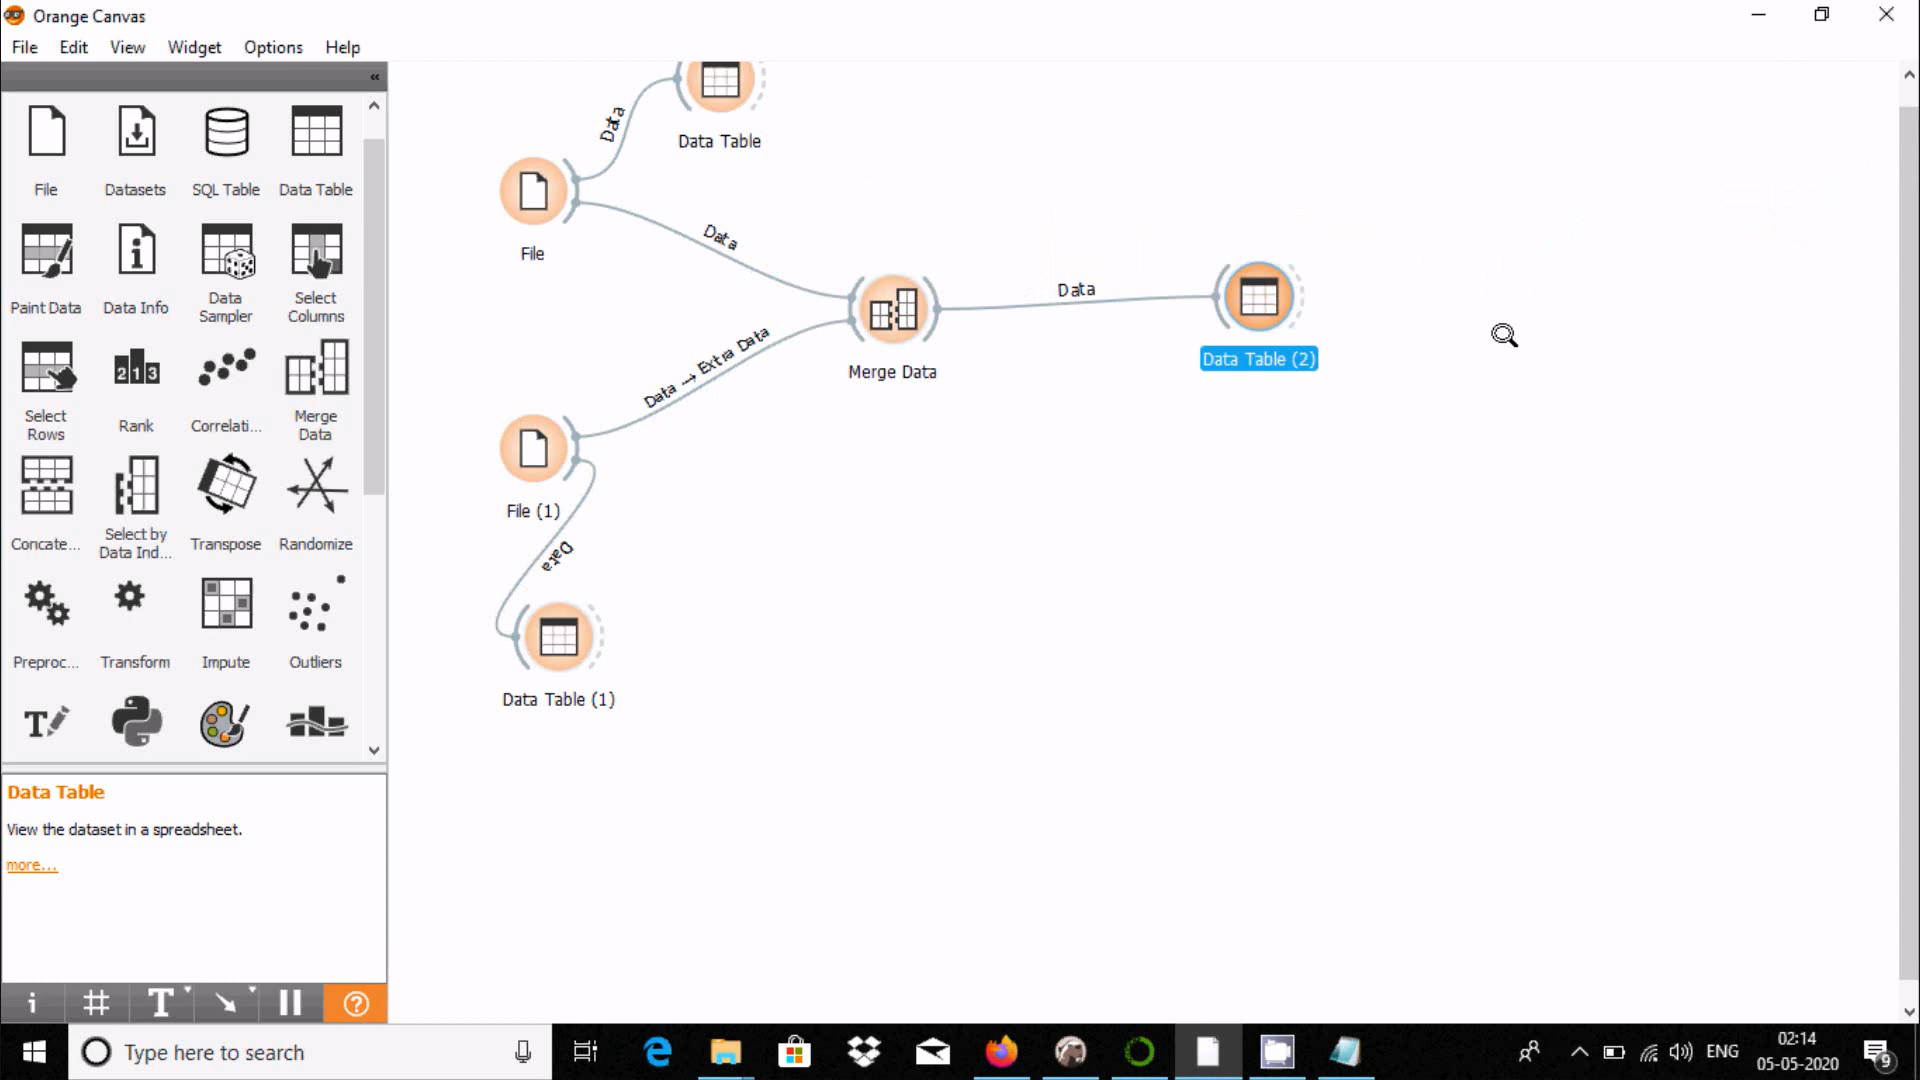 Orange Canvas
File Edit View Widget Options Help
«
File Datasets SQL Table Data Table
Paint Data Data Info Data Sampler Select Columns
Select Rows Rank Correlati... Merge Data
213
Concate... Select by Data Ind... Transpose Randomize
Preproc... Transform Impute Outliers
T
Data Table
View the dataset in a spreadsheet.
more...
i # T ?
Data Table
Data
File
Data
Merge Data
Data
Data Table (2)
Data → Extra Data
File (1)
Data
Data Table (1)
Type here to search
ENG
02:14
05-05-2020
9